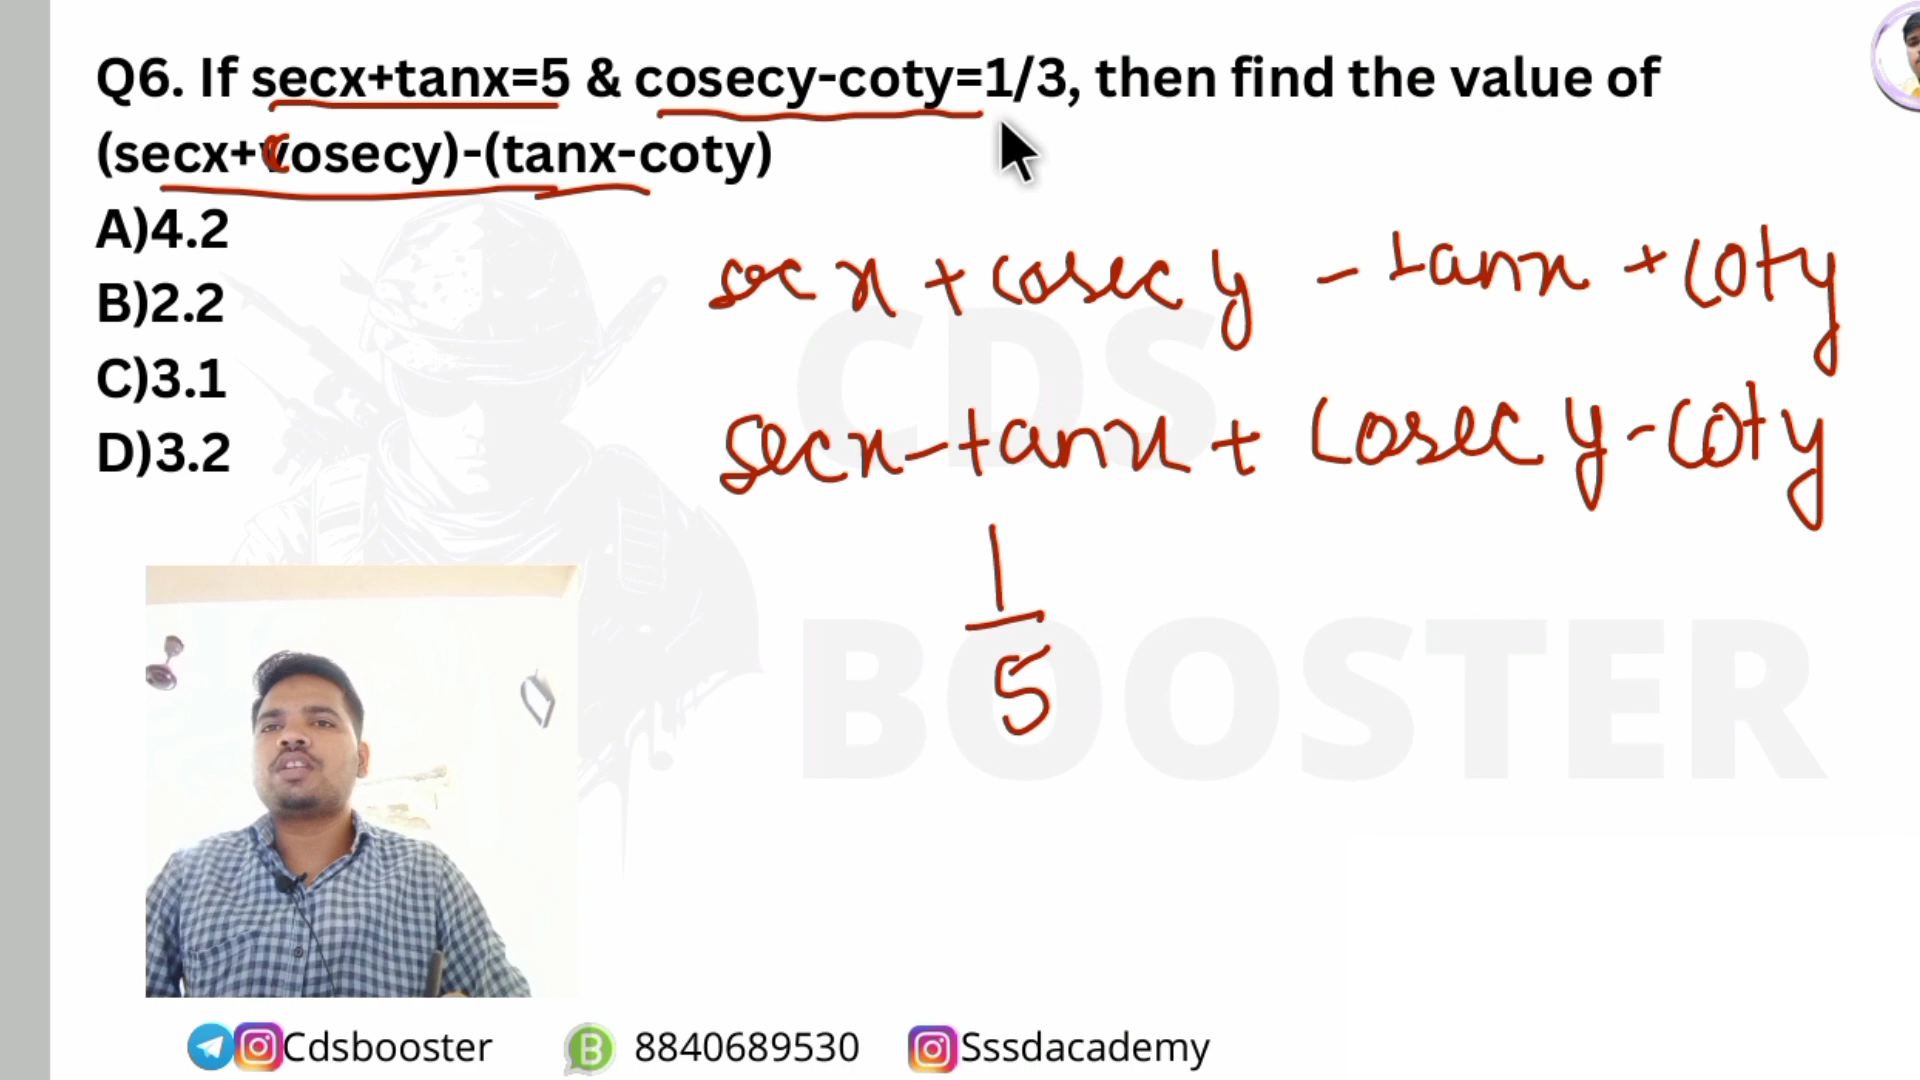 Q6. If secx+tanx=5 & cosecy-coty=1/3, then find the value of
(secx+cosecy)-(tanx-coty)
A)4.2
B)2.2
C)3.1
D)3.2
sec x + cosec y - tanx + coty
secx-tanx + cosec y - coty
1
5
CDS
BOOSTER
Cdsbooster 8840689530 Sssdacademy